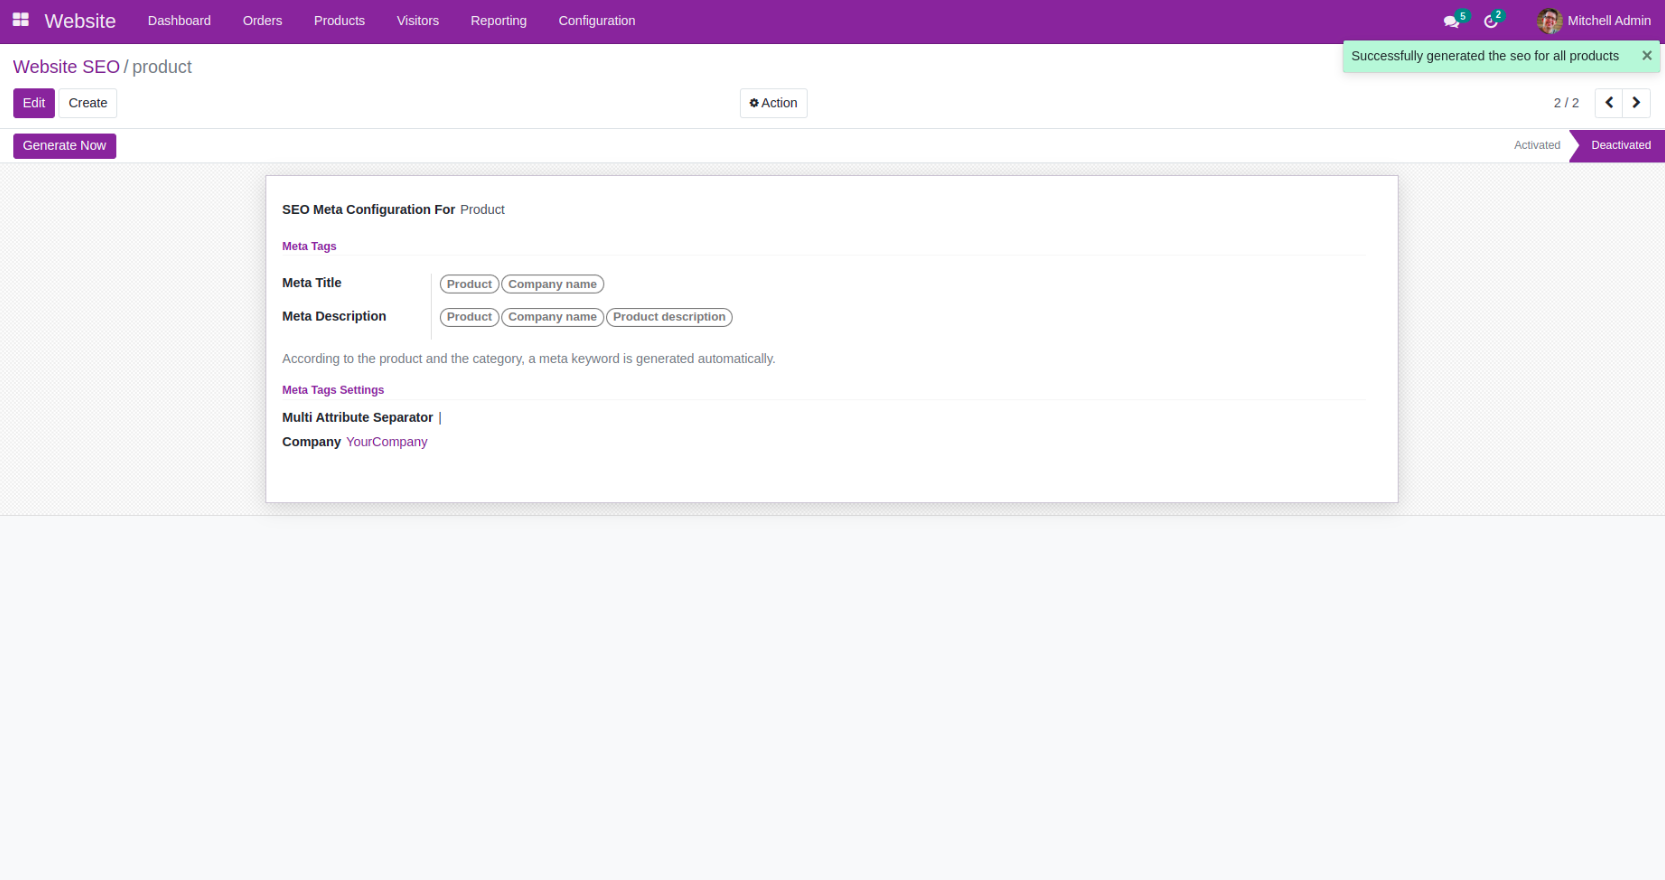 Website Dashboard Orders Products Visitors Reporting Configuration 5 2 Mitchell Admin
Successfully generated the seo for all products ×
Website SEO / product
Edit Create Action 2 / 2
Generate Now Activated Deactivated
SEO Meta Configuration For Product
Meta Tags
Meta Title Product Company name
Meta Description Product Company name Product description
According to the product and the category, a meta keyword is generated automatically.
Meta Tags Settings
Multi Attribute Separator |
Company YourCompany